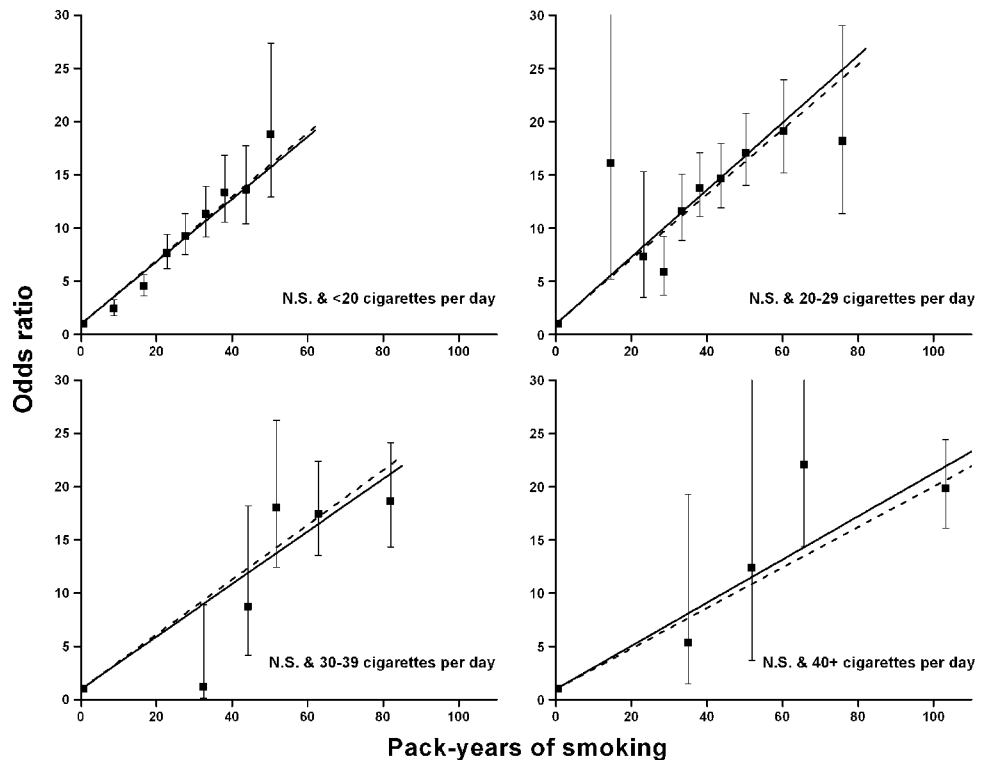 30
25
20
15
10
5
0
0 20 40 60 80 100
N.S. & <20 cigarettes per day
30
25
20
15
10
5
0
0 20 40 60 80 100
N.S. & 20-29 cigarettes per day
Odds ratio
30
25
20
15
10
5
0
0 20 40 60 80 100
N.S. & 30-39 cigarettes per day
30
25
20
15
10
5
0
0 20 40 60 80 100
N.S. & 40+ cigarettes per day
Pack-years of smoking